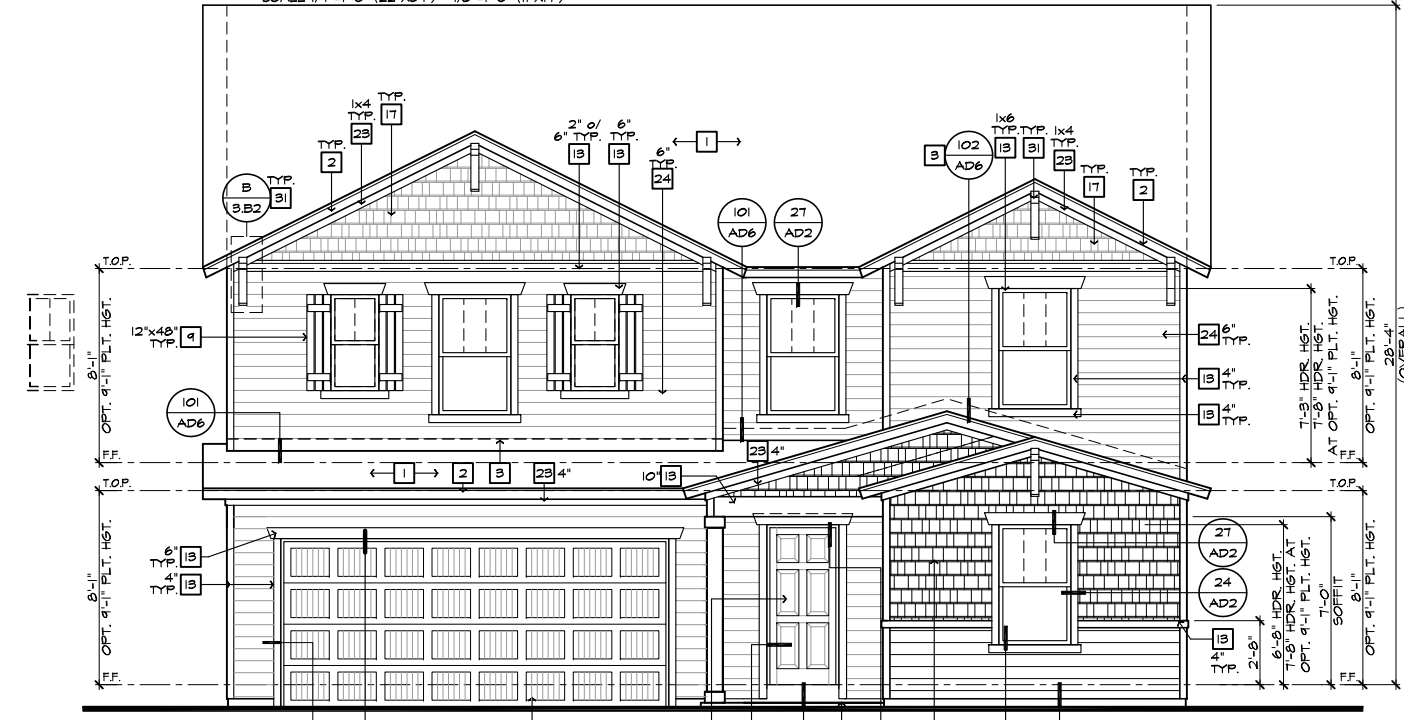 TYP.
17
1x4
TYP.
23
TYP.
2
B
3.B2
TYP.
31
2" o/
6" TYP.
13
6"
TYP.
13
1
6"
TYP.
24
3
102
AD6
1x6
TYP.
13
TYP.
31
1x4
TYP.
23
TYP.
17
TYP.
2
101
AD6
27
AD2
T.O.P.
T.O.P.
12"x48"
TYP.
9
8'-1"
OPT. 9'-1" PLT. HGT.
24
6"
TYP.
13
4"
TYP.
13
4"
TYP.
7'-3" HDR. HGT.
7'-8" HDR. HGT.
AT OPT. 9'-1" PLT. HGT.
8'-1"
OPT. 9'-1" PLT. HGT.
28'-4"
(OVERALL)
101
AD6
F.F.
F.F.
1
2
3
23
4"
23
4"
10"
13
T.O.P.
T.O.P.
6"
TYP.
13
4"
TYP.
13
8'-1"
OPT. 9'-1" PLT. HGT.
27
AD2
24
AD2
13
4"
TYP.
2'-8"
6'-8" HDR. HGT.
7'-8" HDR. HGT. AT
OPT. 9'-1" PLT. HGT.
7'-0"
SOFFIT
8'-1"
OPT. 9'-1" PLT. HGT.
F.F.
F.F.